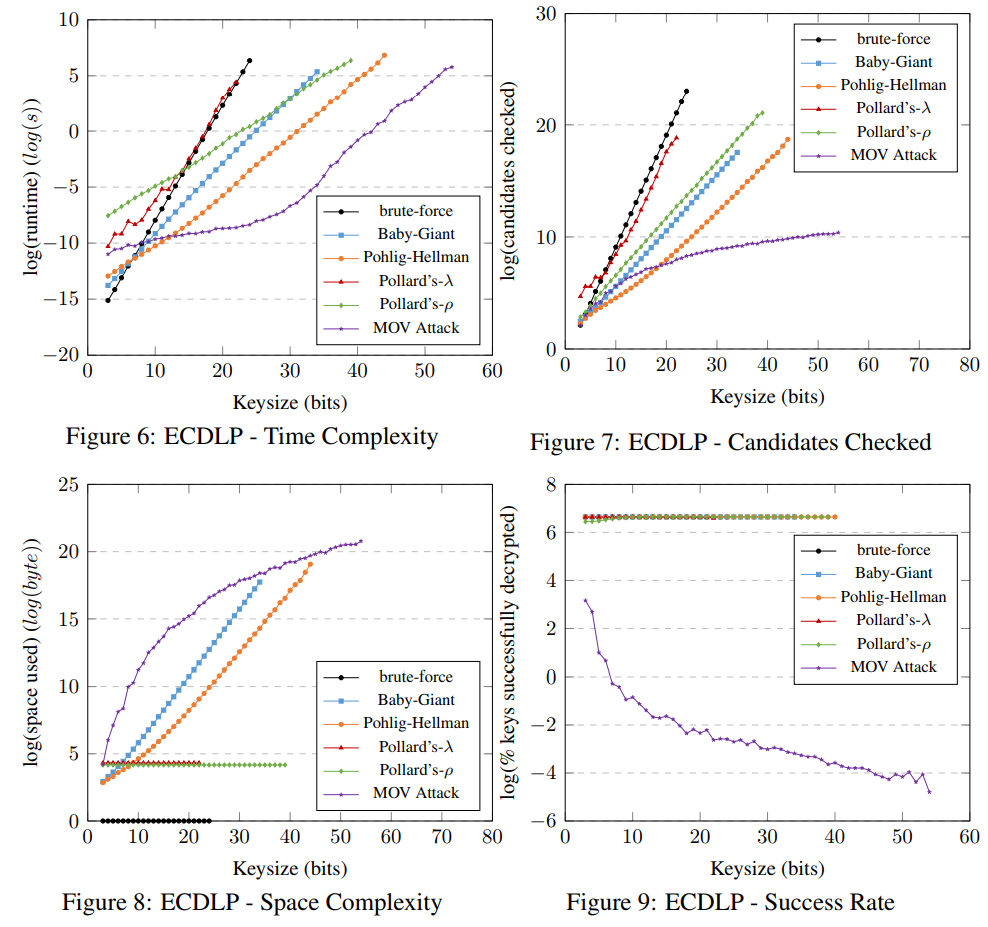 10
5
0
−5
−10
−15
−20
0
10
20
30
40
50
60
log(runtime) (log(s))
Keysize (bits)
brute-force
Baby-Giant
Pohlig-Hellman
Pollard's-λ
Pollard's-ρ
MOV Attack
Figure 6: ECDLP - Time Complexity
30
20
10
0
0
10
20
30
40
50
60
70
80
log(candidates checked)
Keysize (bits)
brute-force
Baby-Giant
Pohlig-Hellman
Pollard's-λ
Pollard's-ρ
MOV Attack
Figure 7: ECDLP - Candidates Checked
25
20
15
10
5
0
0
10
20
30
40
50
60
70
80
log(space used) (log(byte))
Keysize (bits)
brute-force
Baby-Giant
Pohlig-Hellman
Pollard's-λ
Pollard's-ρ
MOV Attack
Figure 8: ECDLP - Space Complexity
8
6
4
2
0
−2
−4
−6
0
10
20
30
40
50
60
log(% keys successfully decrypted)
Keysize (bits)
brute-force
Baby-Giant
Pohlig-Hellman
Pollard's-λ
Pollard's-ρ
MOV Attack
Figure 9: ECDLP - Success Rate